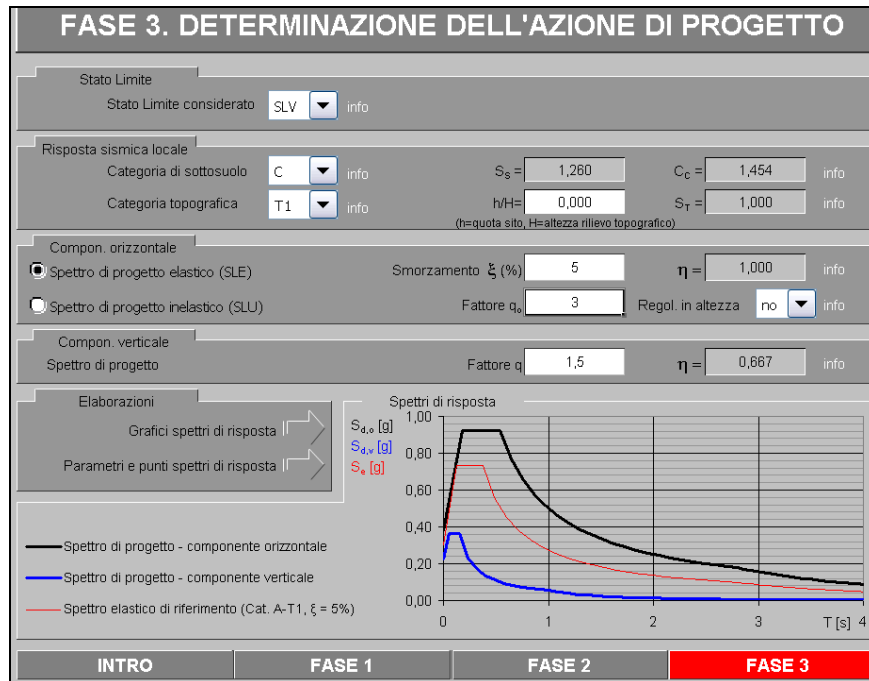 FASE 3. DETERMINAZIONE DELL'AZIONE DI PROGETTO
Stato Limite
Stato Limite considerato SLV info
Risposta sismica locale
Categoria di sottosuolo C info Sₛ = 1,260 C_C = 1,454 info
Categoria topografica T1 info h/H= 0,000 S_T = 1,000 info
(h=quota sito, H=altezza rilievo topografico)
Compon. orizzontale
Spettro di progetto elastico (SLE) Smorzamento ξ (%) 5 η = 1,000 info
Spettro di progetto inelastico (SLU) Fattore qₒ 3 Regol. in altezza no info
Compon. verticale
Spettro di progetto Fattore q 1,5 η = 0,667 info
Elaborazioni
Grafici spettri di risposta
Parametri e punti spettri di risposta
Spettri di risposta
S_d,o [g]
S_d,v [g]
S_e [g]
1,00
0,80
0,60
0,40
0,20
0,00
0 1 2 3 T [s] 4
Spettro di progetto - componente orizzontale
Spettro di progetto - componente verticale
Spettro elastico di riferimento (Cat. A-T1, ξ = 5%)
INTRO FASE 1 FASE 2 FASE 3